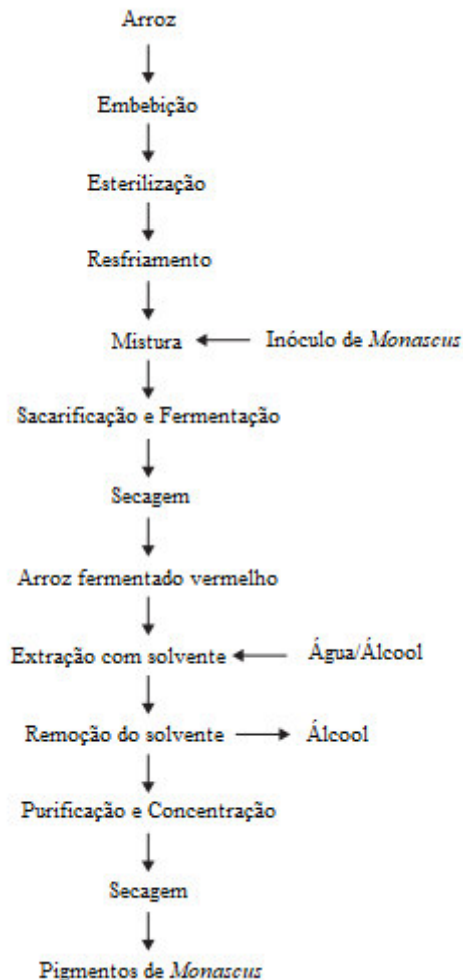 Arroz
Embebição
Esterilização
Resfriamento
Mistura
Inóculo de Monascus
Sacarificação e Fermentação
Secagem
Arroz fermentado vermelho
Extração com solvente
Água/Álcool
Remoção do solvente
Álcool
Purificação e Concentração
Secagem
Pigmentos de Monascus